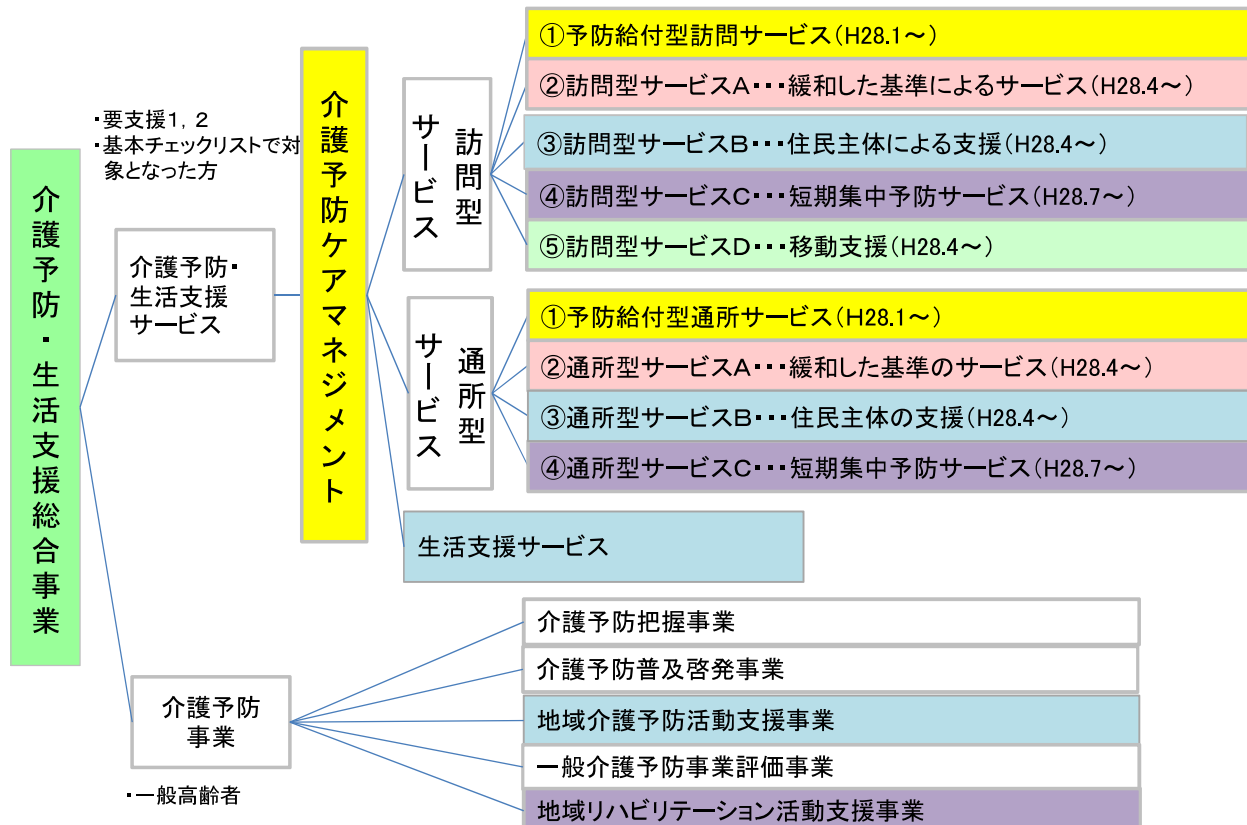 介護予防・生活支援総合事業
・要支援1，2
・基本チェックリストで対
象となった方
介護予防・
生活支援
サービス
介護予防ケアマネジメント
訪問型
サービス
①予防給付型訪問サービス(H28.1～)
②訪問型サービスA・・・緩和した基準によるサービス(H28.4～)
③訪問型サービスB・・・住民主体による支援(H28.4～)
④訪問型サービスC・・・短期集中予防サービス(H28.7～)
⑤訪問型サービスD・・・移動支援(H28.4～)
通所型
サービス
①予防給付型通所サービス(H28.1～)
②通所型サービスA・・・緩和した基準のサービス(H28.4～)
③通所型サービスB・・・住民主体の支援(H28.4～)
④通所型サービスC・・・短期集中予防サービス(H28.7～)
生活支援サービス
介護予防
事業
・一般高齢者
介護予防把握事業
介護予防普及啓発事業
地域介護予防活動支援事業
一般介護予防事業評価事業
地域リハビリテーション活動支援事業